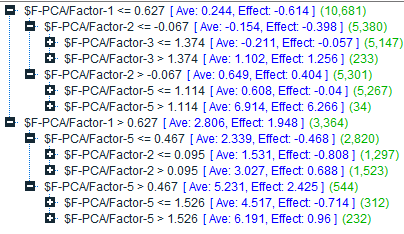 $F-PCA/Factor-1 <= 0.627 [ Ave: 0.244, Effect: -0.614 ] (10,681)
$F-PCA/Factor-2 <= -0.067 [ Ave: -0.154, Effect: -0.398 ] (5,380)
$F-PCA/Factor-3 <= 1.374 [ Ave: -0.211, Effect: -0.057 ] (5,147)
$F-PCA/Factor-3 > 1.374 [ Ave: 1.102, Effect: 1.256 ] (233)
$F-PCA/Factor-2 > -0.067 [ Ave: 0.649, Effect: 0.404 ] (5,301)
$F-PCA/Factor-5 <= 1.114 [ Ave: 0.608, Effect: -0.04 ] (5,267)
$F-PCA/Factor-5 > 1.114 [ Ave: 6.914, Effect: 6.266 ] (34)
$F-PCA/Factor-1 > 0.627 [ Ave: 2.806, Effect: 1.948 ] (3,364)
$F-PCA/Factor-5 <= 0.467 [ Ave: 2.339, Effect: -0.468 ] (2,820)
$F-PCA/Factor-2 <= 0.095 [ Ave: 1.531, Effect: -0.808 ] (1,297)
$F-PCA/Factor-2 > 0.095 [ Ave: 3.027, Effect: 0.688 ] (1,523)
$F-PCA/Factor-5 > 0.467 [ Ave: 5.231, Effect: 2.425 ] (544)
$F-PCA/Factor-5 <= 1.526 [ Ave: 4.517, Effect: -0.714 ] (312)
$F-PCA/Factor-5 > 1.526 [ Ave: 6.191, Effect: 0.96 ] (232)